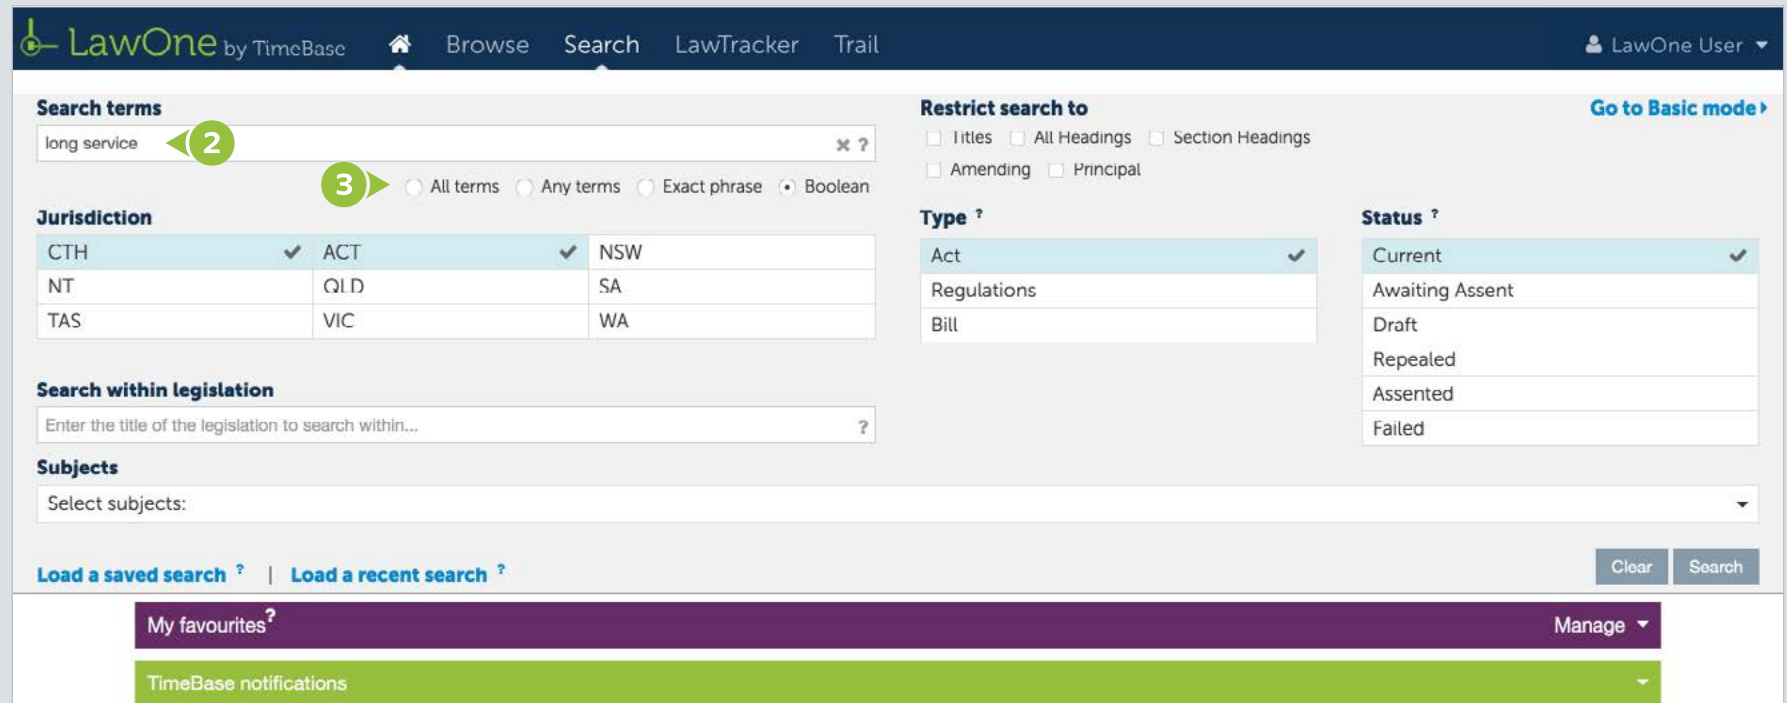 LawOne by TimeBase Browse Search LawTracker Trail LawOne User
Search terms Restrict search to Go to Basic mode
long service 2 ? Titles All Headings Section Headings
3 All terms Any terms Exact phrase Boolean Amending Principal
Jurisdiction Type ? Status ?
CTH ACT NSW Act Current
NT QLD SA Regulations Awaiting Assent
TAS VIC WA Bill Draft
Repealed
Search within legislation Assented
Enter the title of the legislation to search within... ? Failed
Subjects
Select subjects:
Load a saved search ? | Load a recent search ? Clear Search
My favourites? Manage
TimeBase notifications